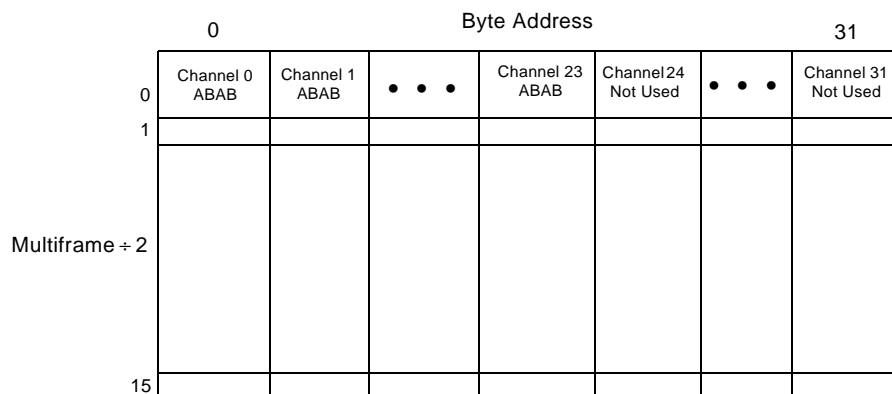 0 Byte Address 31
0 Channel 0 Channel 1 • • • Channel 23 Channel24 • • • Channel 31
ABAB ABAB ABAB Not Used Not Used
1
Multiframe ÷ 2
15